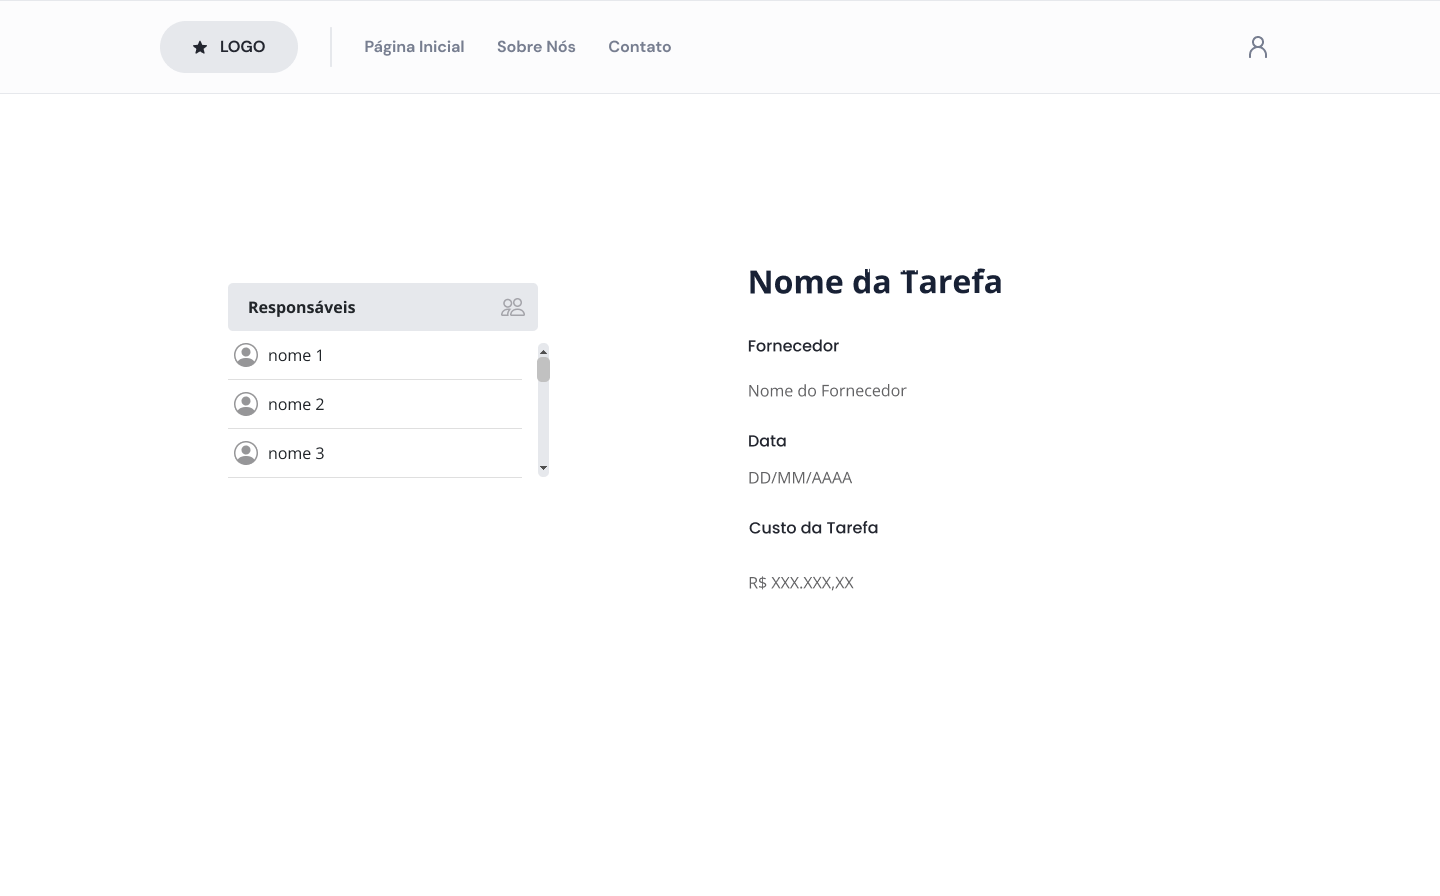 LOGO
Página Inicial
Sobre Nós
Contato
Responsáveis
nome 1
nome 2
nome 3
Nome da Tarefa
Fornecedor
Nome do Fornecedor
Data
DD/MM/AAAA
Custo da Tarefa
R$ XXX.XXX,XX